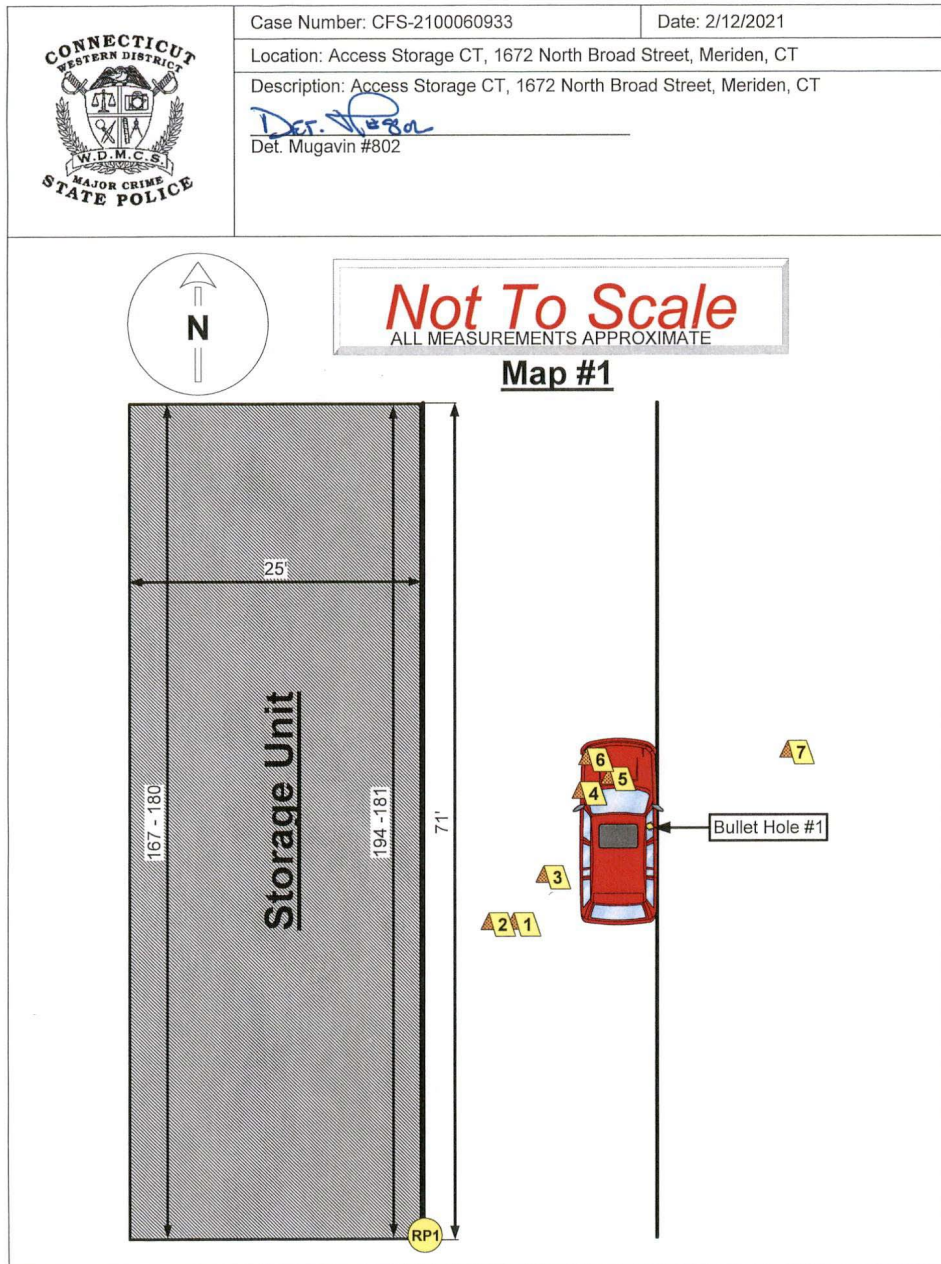 CONNECTICUT
WESTERN DISTRICT
W.D.M.C.S.
MAJOR CRIME
STATE POLICE
Case Number: CFS-2100060933
Date: 2/12/2021
Location: Access Storage CT, 1672 North Broad Street, Meriden, CT
Description: Access Storage CT, 1672 North Broad Street, Meriden, CT
DET. #802
Det. Mugavin #802
N
Not To Scale
ALL MEASUREMENTS APPROXIMATE
Map #1
25'
Storage Unit
167 - 180
194 -181
71'
6
5
4
7
Bullet Hole #1
3
2
1
RP1